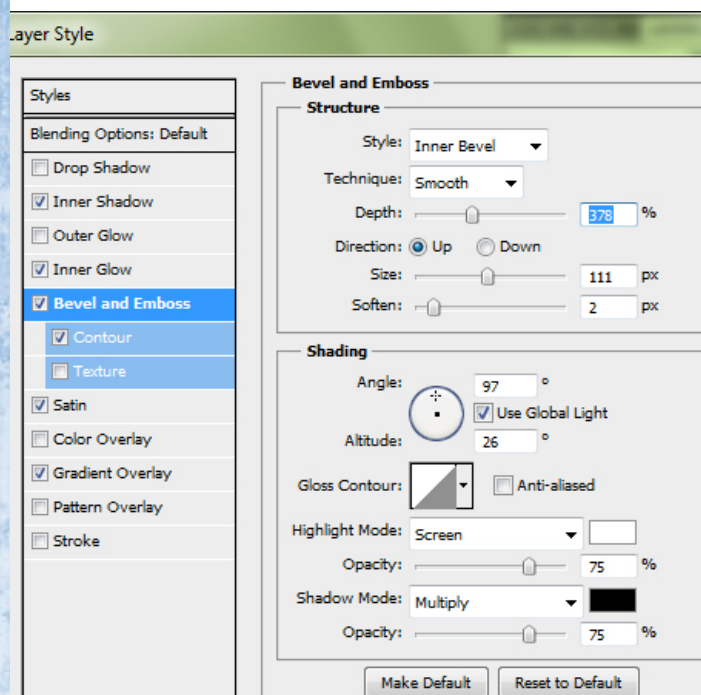 Layer Style
Styles
Blending Options: Default
Drop Shadow
Inner Shadow
Outer Glow
Inner Glow
Bevel and Emboss
Contour
Texture
Satin
Color Overlay
Gradient Overlay
Pattern Overlay
Stroke
Bevel and Emboss
Structure
Style: Inner Bevel
Technique: Smooth
Depth: 378 %
Direction: Up Down
Size: 111 px
Soften: 2 px
Shading
Angle: 97 °
Use Global Light
Altitude: 26 °
Gloss Contour: Anti-aliased
Highlight Mode: Screen
Opacity: 75 %
Shadow Mode: Multiply
Opacity: 75 %
Make Default Reset to Default